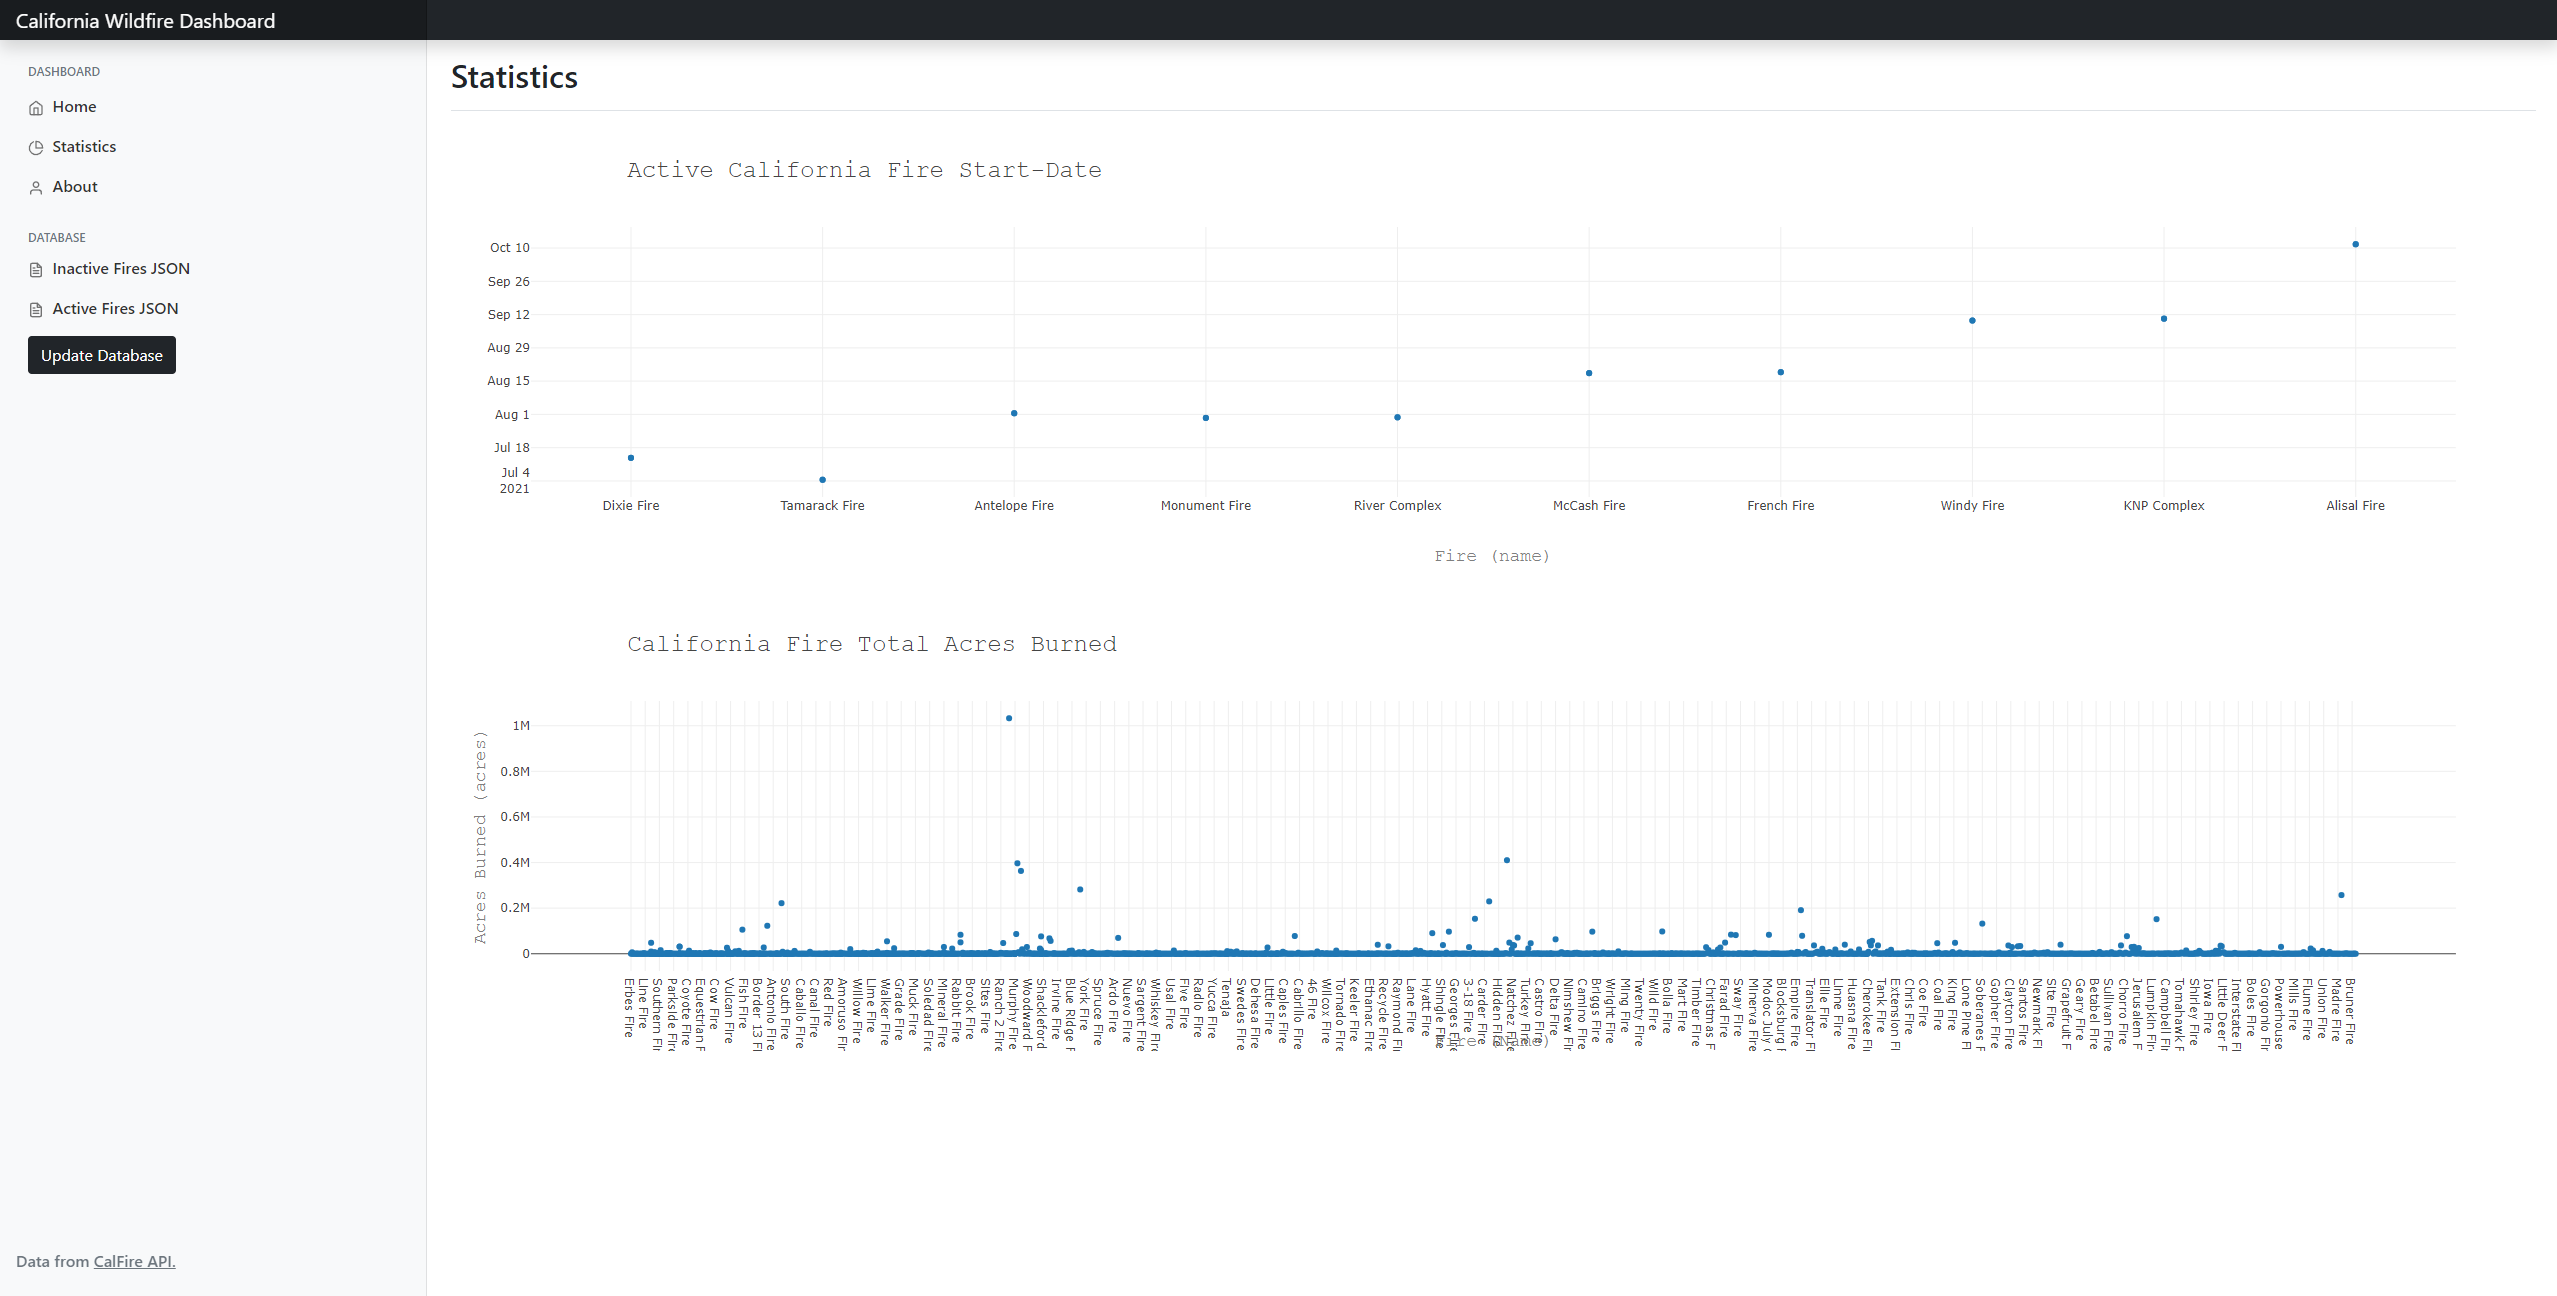 California Wildfire Dashboard
DASHBOARD
Home
Statistics
About
DATABASE
Inactive Fires JSON
Active Fires JSON
Update Database
Data from CalFire API.
Statistics
Active California Fire Start-Date
Oct 10
Sep 26
Sep 12
Aug 29
Aug 15
Aug 1
Jul 18
Jul 4
2021
Dixie Fire
Tamarack Fire
Antelope Fire
Monument Fire
River Complex
McCash Fire
French Fire
Windy Fire
KNP Complex
Alisal Fire
Fire (name)
California Fire Total Acres Burned
Acres Burned (acres)
1M
0.8M
0.6M
0.4M
0.2M
0
Erbes Fire
Line Fire
Southern Fir
Parkside Fire
Coyote Fire
Equestrian F
Cow Fire
Vulcan Fire
Fish Fire
Border 13 Fi
Antonio Fire
South Fire
Caballo Fire
Canal Fire
Red Fire
Amoruso Fir
Willow Fire
Lime Fire
Walker Fire
Grade Fire
Muck Fire
Soledad Fire
Mineral Fire
Rabbit Fire
Brook Fire
Sites Fire
Ranch 2 Fire
Murphy Fire
Woodward F
Shackleford
Irvine Fire
Blue Ridge F
York Fire
Spruce Fire
Ardo Fire
Nuevo Fire
Sargent Fire
Whiskey Fire
Usal Fire
Five Fire
Radio Fire
Yucca Fire
Tenaja
Swedes Fire
Dehesa Fire
Little Fire
Caples Fire
Cabrillo Fire
46 Fire
Wilcox Fire
Tornado Fire
Keeler Fire
Ethanac Fire
Recycle Fire
Raymond Fi
Lane Fire
Hyatt Fire
Shingle Fire
Georges Fire
3-18 Fire
Carder Fire
Hidden Fire
Natchez Fire
Turkey Fire
Castro Fire
Delta Fire
Nimshew Fir
Camino Fire
Briggs Fire
Wright Fire
Ming Fire
Twenty Fire
Wild Fire
Bolla Fire
Mart Fire
Timber Fire
Christmas F
Farad Fire
Sway Fire
Minerva Fire
Modoc July C
Blocksburg F
Empire Fire
Translator Fi
Ellie Fire
Linne Fire
Huasna Fire
Cherokee Fi
Tank Fire
Extension Fi
Chris Fire
Coe Fire
Coal Fire
King Fire
Lone Pine Fi
Soberanes F
Gopher Fire
Clayton Fire
Santos Fire
Newmark Fi
Site Fire
Grapefruit F
Geary Fire
Betabel Fire
Sullivan Fire
Chorro Fire
Jerusalem F
Lumpkin Fire
Campbell Fir
Tomahawk F
Shirley Fire
Iowa Fire
Little Deer F
Interstate Fi
Boles Fire
Gorgonio Fir
Powerhouse
Mills Fire
Flume Fire
Union Fire
Madre Fire
Bruner Fire
Fire (Name)